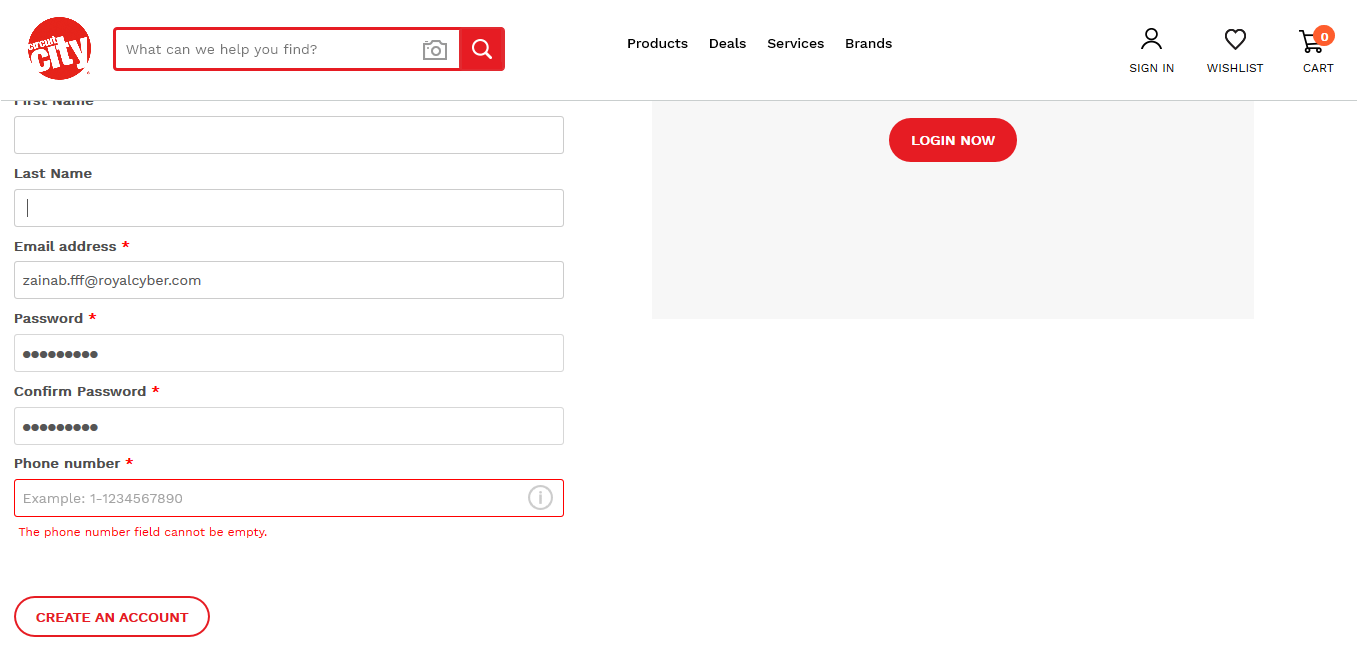 circuit
city
What can we help you find?
Products Deals Services Brands
SIGN IN WISHLIST 0 CART
First Name
LOGIN NOW
Last Name
Email address *
zainab.fff@royalcyber.com
Password *
●●●●●●●●●
Confirm Password *
●●●●●●●●●
Phone number *
Example: 1-1234567890
The phone number field cannot be empty.
CREATE AN ACCOUNT